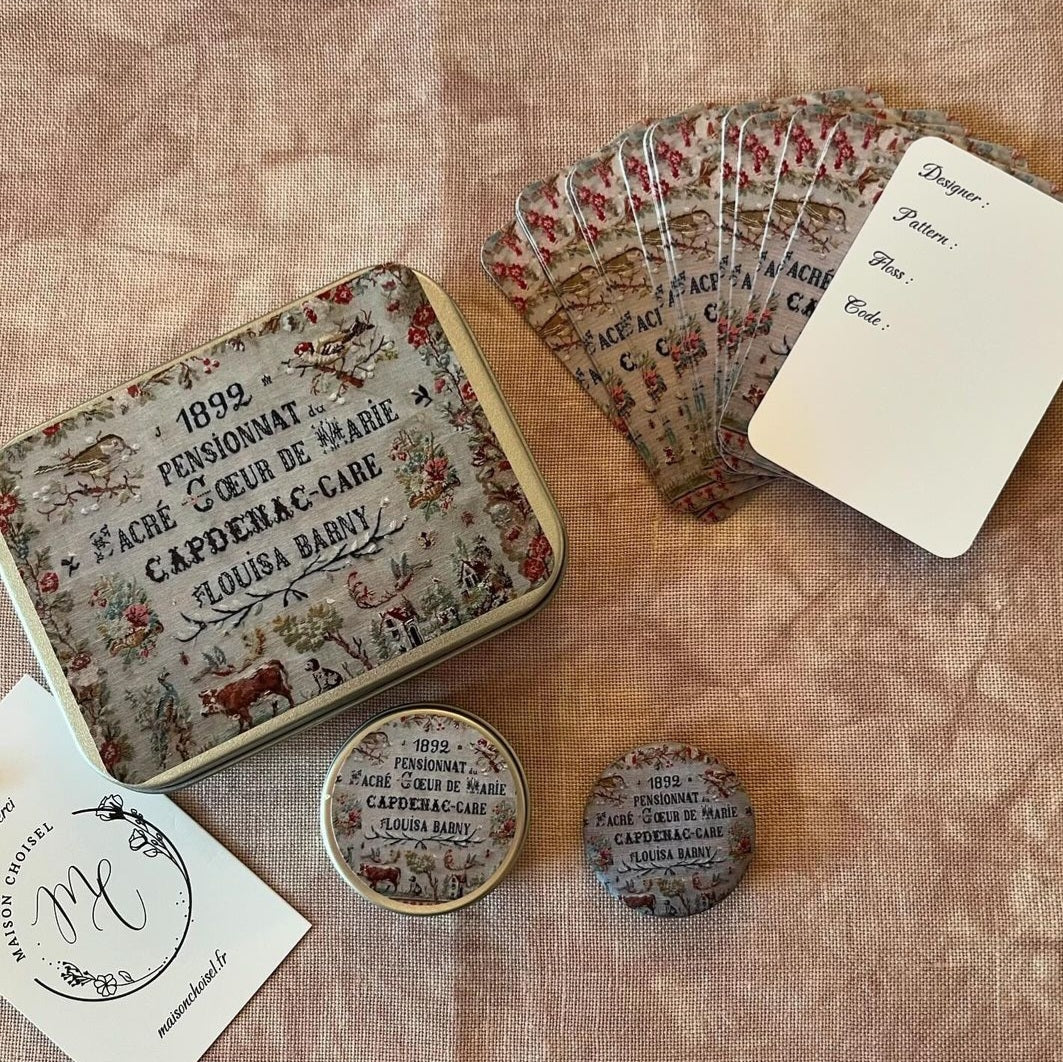 1892
PENSIONNAT du
SACRÉ CŒUR DE MARIE
CAPDENAC-GARE
LOUISA BARNY
SACRÉ
Designer :
Pattern :
Floss :
Code :
1892
PENSIONNAT du
SACRÉ CŒUR DE MARIE
CAPDENAC-GARE
LOUISA BARNY
1892
PENSIONNAT du
SACRÉ CŒUR DE MARIE
CAPDENAC-GARE
LOUISA BARNY
MAISON CHOISEL
MC
maisonchoisel.fr